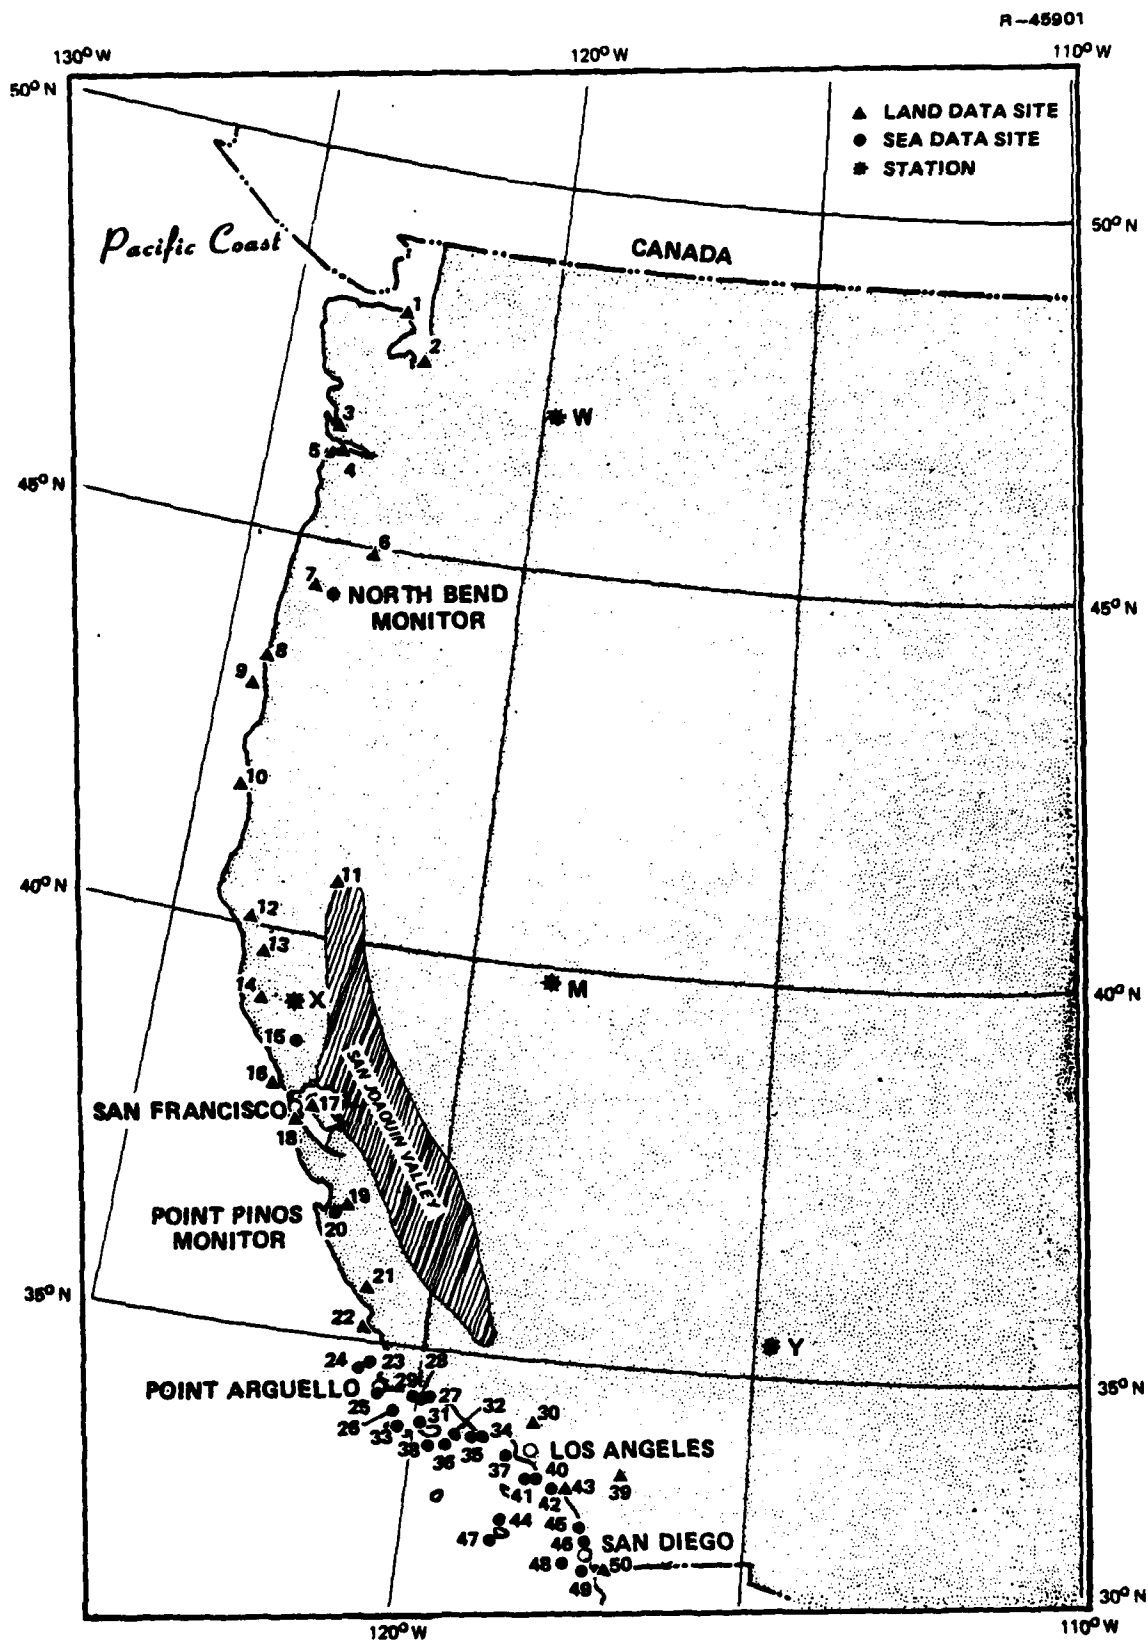 R-45901
130° W
120° W
110° W
50° N
LAND DATA SITE
SEA DATA SITE
STATION
50° N
Pacific Coast
CANADA
1
2
3
W
5
4
45° N
6
7
NORTH BEND
MONITOR
45° N
8
9
10
40° N
11
12
13
14
X
M
40° N
15
16
SAN JOAQUIN VALLEY
SAN FRANCISCO
17
18
19
POINT PINOS
MONITOR
20
21
35° N
22
Y
24
23
28
35° N
POINT ARGUELLO
29
25
27
26
31
32
30
33
34
38
36
35
LOS ANGELES
37
40
43
39
41
42
44
45
47
46
SAN DIEGO
48
50
49
30° N
120° W
110° W